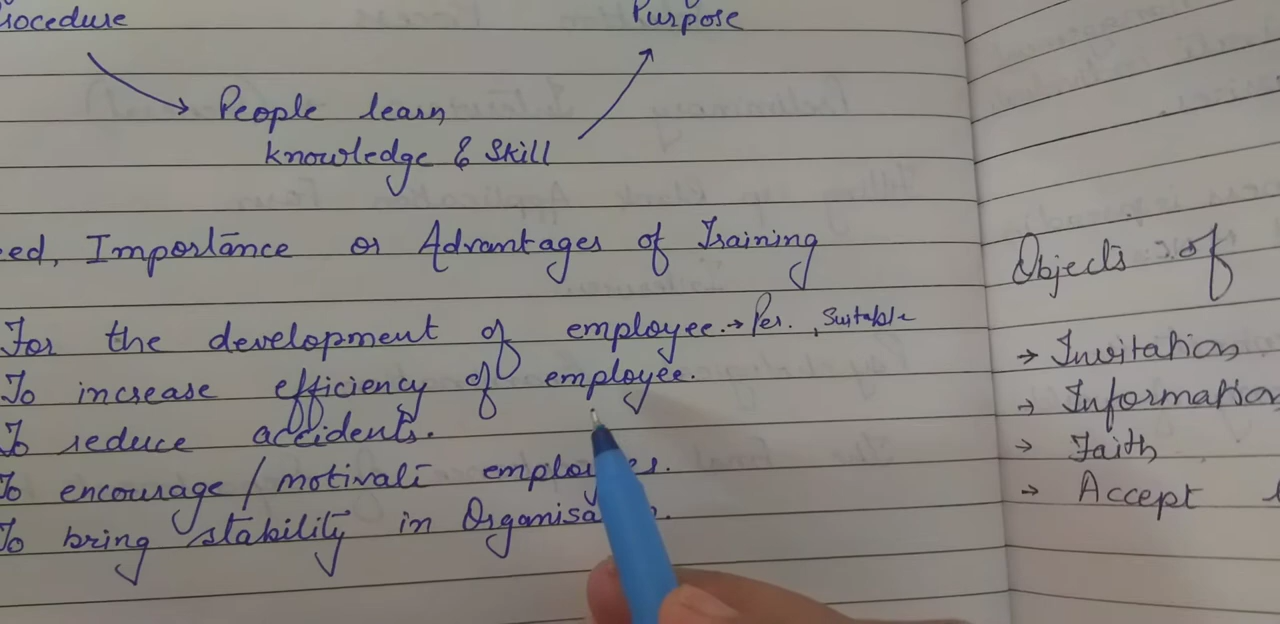 rocedure
Purpose
People learn
knowledge & skill
ed, Importance or Advantages of Training
For the development of employee. → Per. , Suitable
To increase efficiency of employee.
To reduce accidents.
To encourage / motivate employees.
To bring stability in Organisa
Objects of
→ Invitation
→ Information
→ Faith
→ Accept